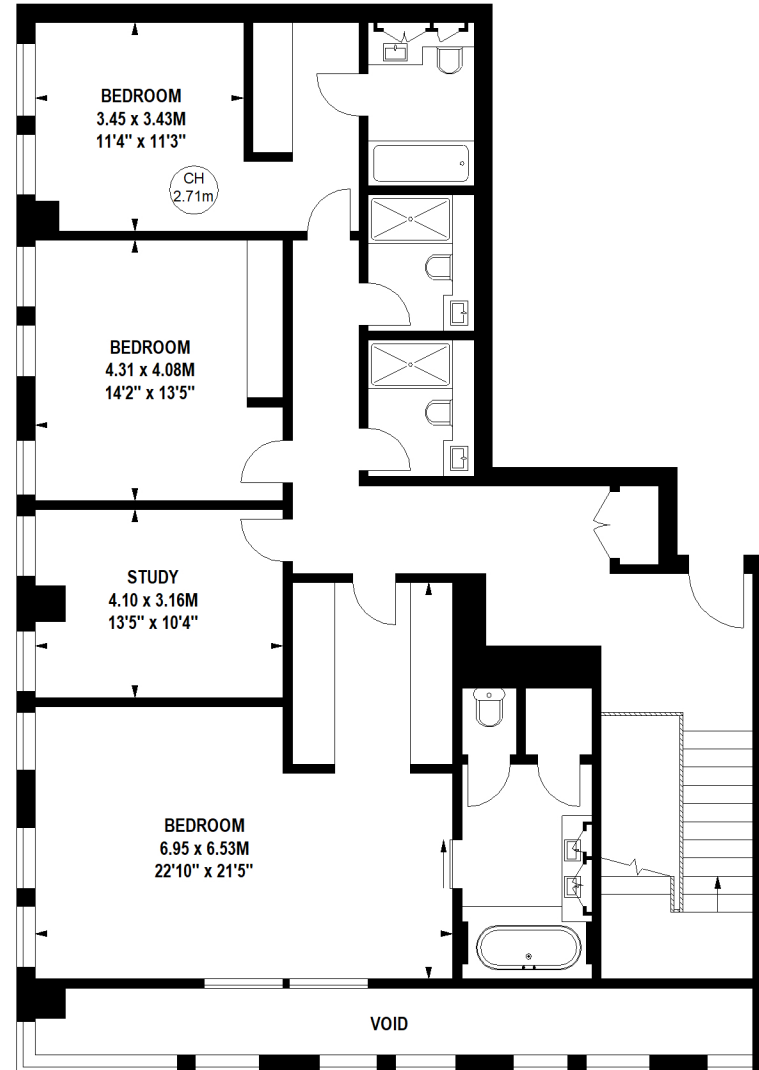 BEDROOM
3.45 x 3.43M
11'4" x 11'3"
CH
2.71m
BEDROOM
4.31 x 4.08M
14'2" x 13'5"
STUDY
4.10 x 3.16M
13'5" x 10'4"
BEDROOM
6.95 x 6.53M
22'10" x 21'5"
VOID